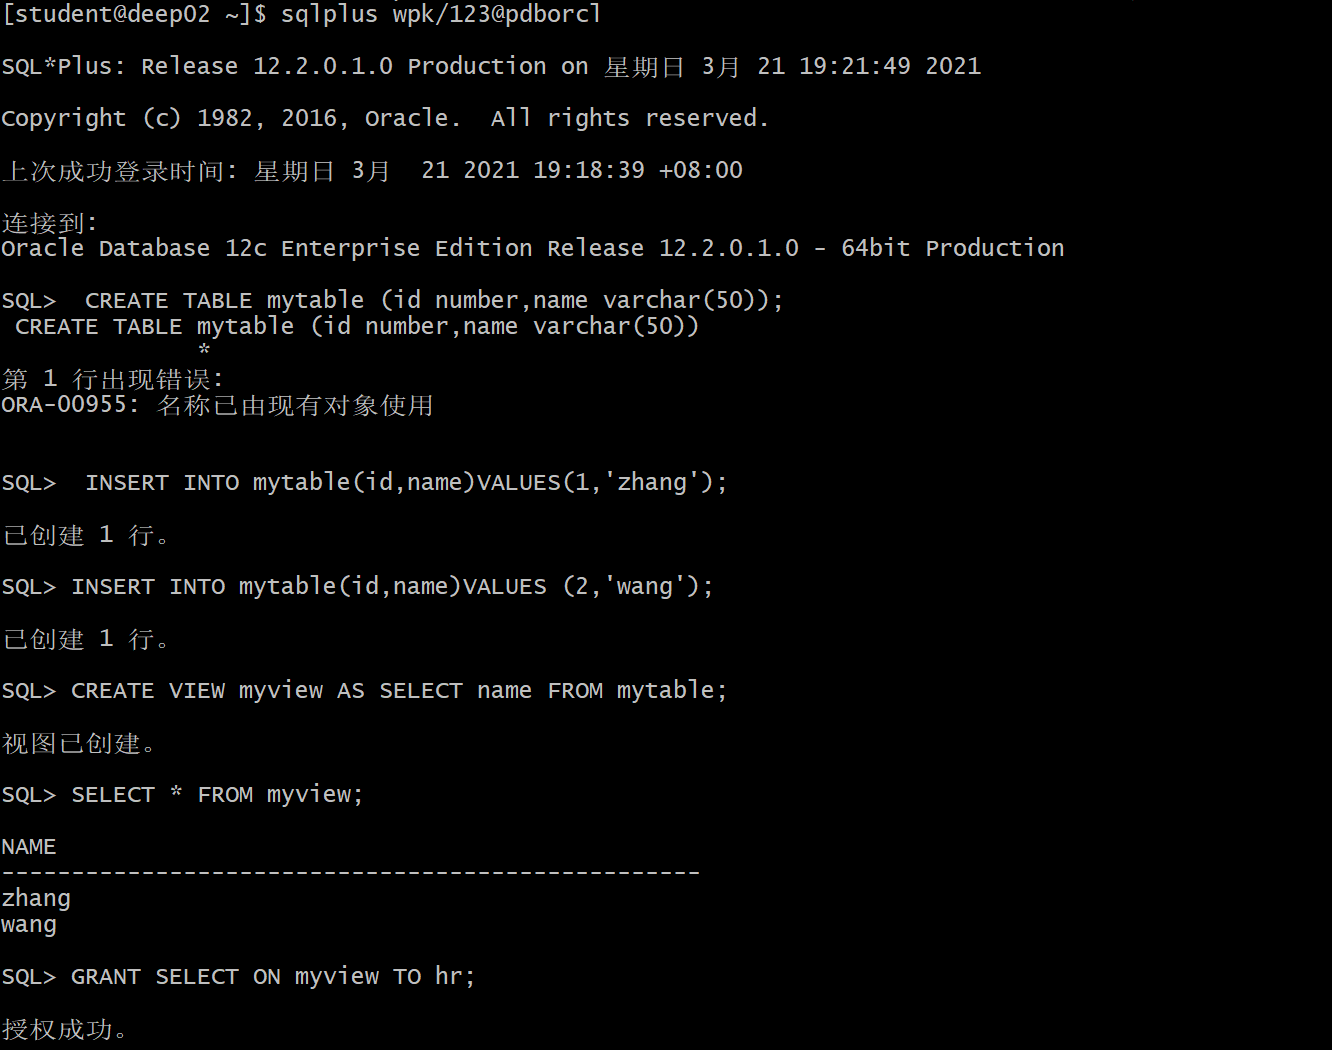 [student@deep02 ~]$ sqlplus wpk/123@pdborcl
SQL*Plus: Release 12.2.0.1.0 Production on 星期日 3月 21 19:21:49 2021
Copyright (c) 1982, 2016, Oracle.  All rights reserved.
上次成功登录时间: 星期日 3月  21 2021 19:18:39 +08:00
连接到:
Oracle Database 12c Enterprise Edition Release 12.2.0.1.0 - 64bit Production
SQL>  CREATE TABLE mytable (id number,name varchar(50));
 CREATE TABLE mytable (id number,name varchar(50))
              *
第 1 行出现错误:
ORA-00955: 名称已由现有对象使用
SQL>  INSERT INTO mytable(id,name)VALUES(1,'zhang');
已创建 1 行。
SQL> INSERT INTO mytable(id,name)VALUES (2,'wang');
已创建 1 行。
SQL> CREATE VIEW myview AS SELECT name FROM mytable;
视图已创建。
SQL> SELECT * FROM myview;
NAME
--------------------------------------------------
zhang
wang
SQL> GRANT SELECT ON myview TO hr;
授权成功。